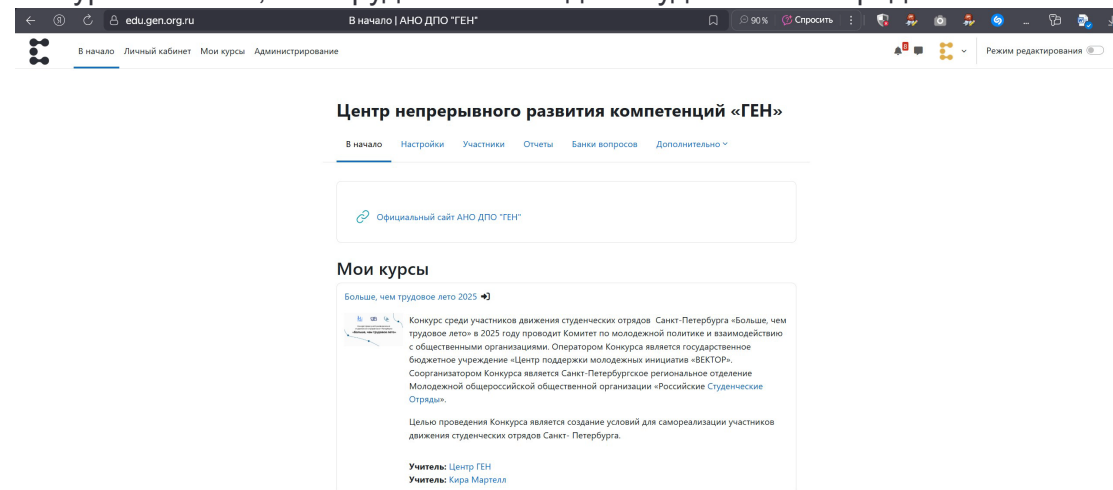 edu.gen.org.ru
В начало | АНО ДПО "ГЕН"
90 %
Спросить
В начало Личный кабинет Мои курсы Администрирование
Режим редактирования
Центр непрерывного развития компетенций «ГЕН»
В начало Настройки Участники Отчеты Банки вопросов Дополнительно
Официальный сайт АНО ДПО "ГЕН"
Мои курсы
Больше, чем трудовое лето 2025
Конкурс среди участников движения студенческих отрядов Санкт-Петербурга «Больше, чем
трудовое лето» в 2025 году проводит Комитет по молодежной политике и взаимодействию
с общественными организациями. Оператором Конкурса является государственное
бюджетное учреждение «Центр поддержки молодежных инициатив «ВЕКТОР».
Соорганизатором Конкурса является Санкт-Петербургское региональное отделение
Молодежной общероссийской общественной организации «Российские Студенческие
Отряды».
Целью проведения Конкурса является создание условий для самореализации участников
движения студенческих отрядов Санкт- Петербурга.
Учитель: Центр ГЕН
Учитель: Кира Мартелл